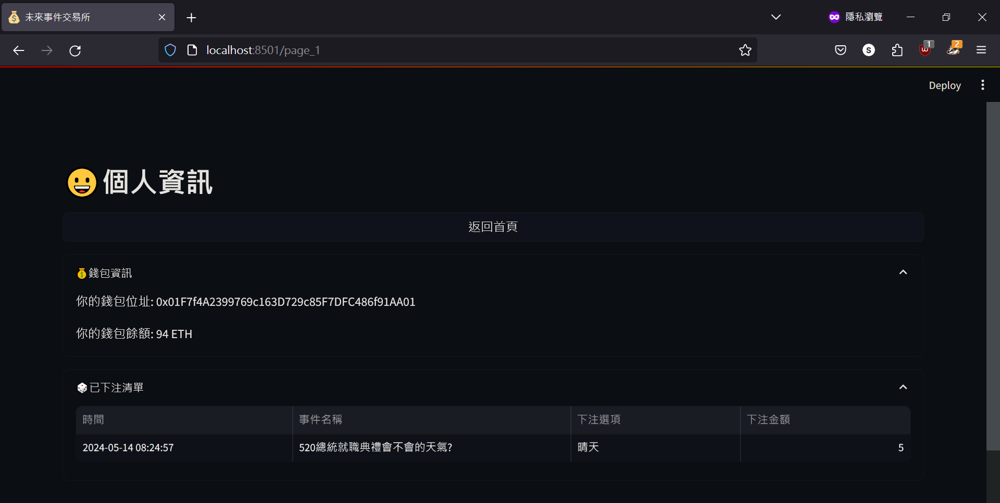 未來事件交易所
隱私瀏覽
localhost:8501/page_1
S
1
2
Deploy
個人資訊
返回首頁
錢包資訊
你的錢包位址: 0x01F7f4A2399769c163D729c85F7DFC486f91AA01
你的錢包餘額: 94 ETH
已下注清單
時間 事件名稱 下注選項 下注金額
2024-05-14 08:24:57 520總統就職典禮會不會的天氣? 晴天 5